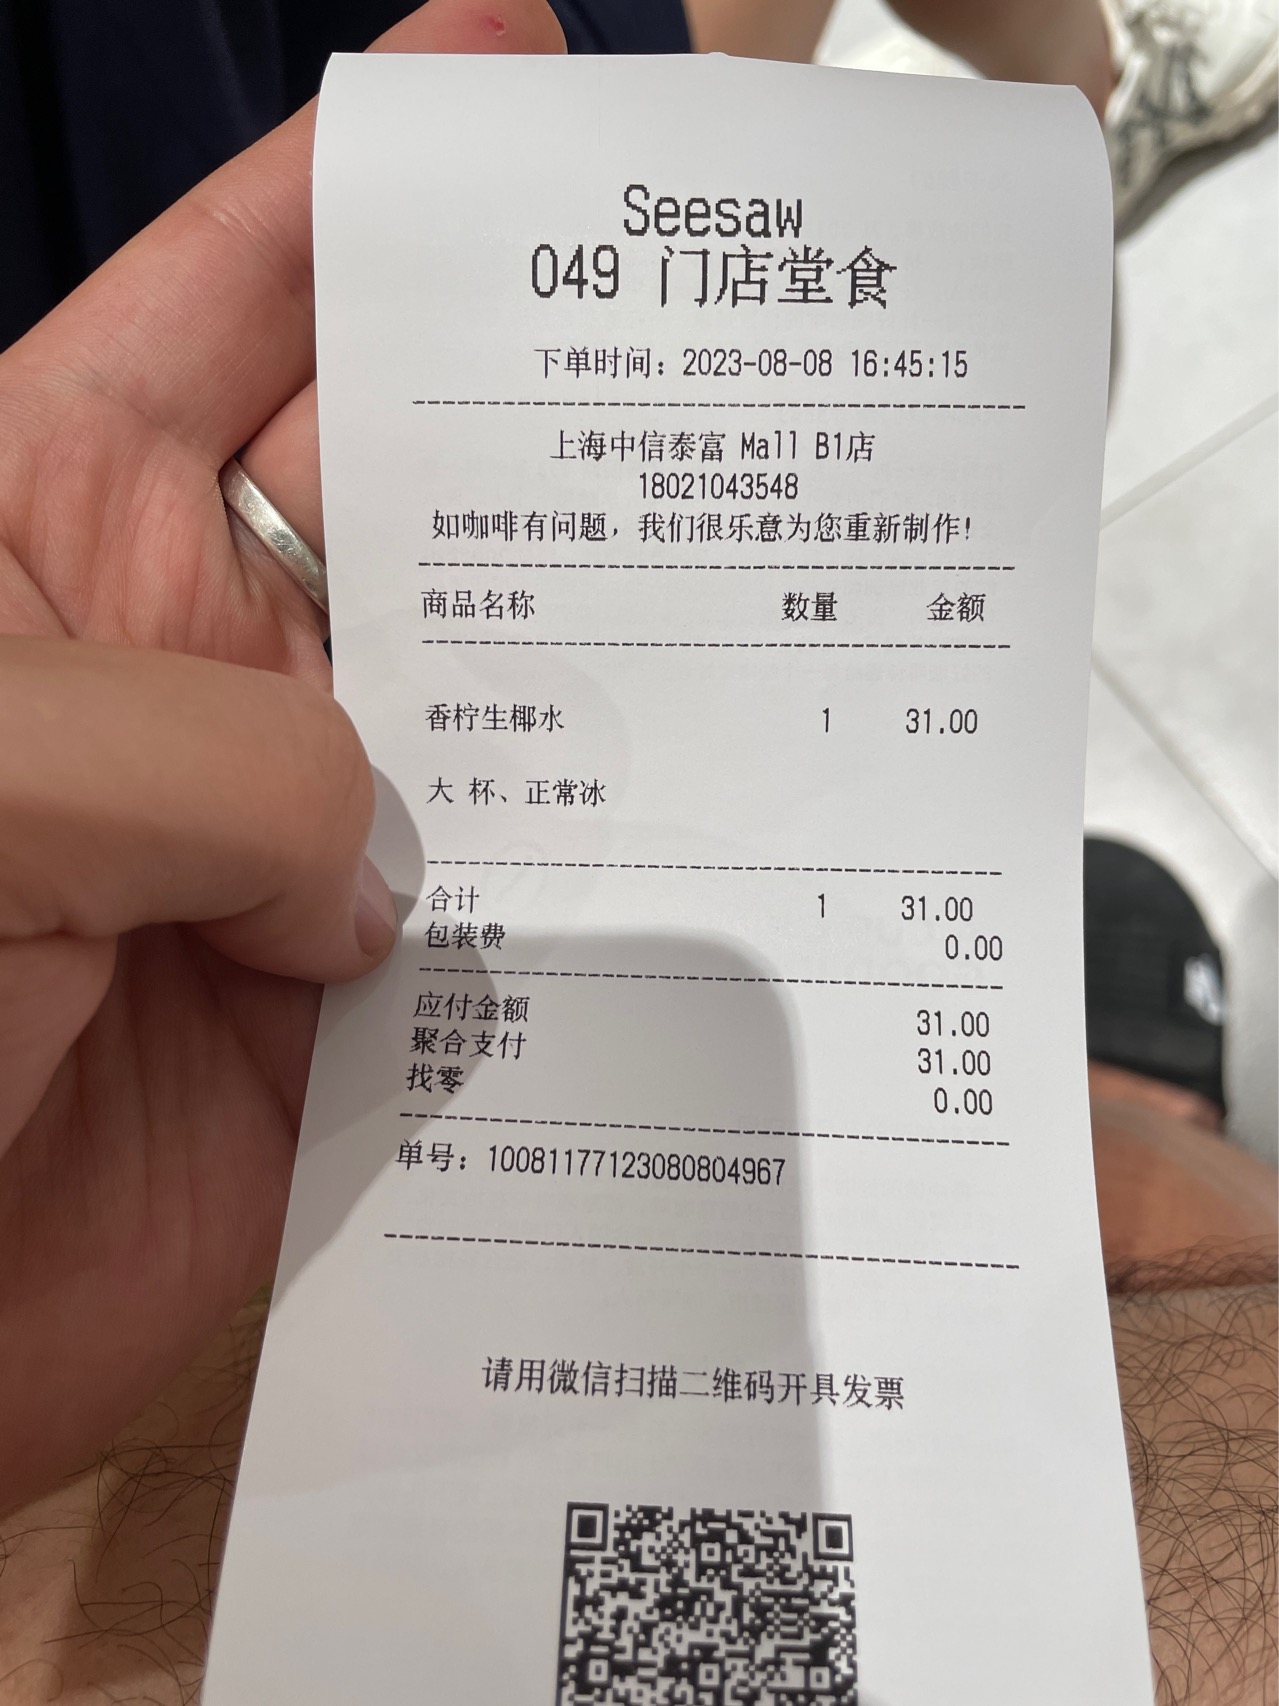 Seesaw
049 门店堂食
下单时间：2023-08-08 16:45:15
上海中信泰富 Mall B1店
18021043548
如咖啡有问题，我们很乐意为您重新制作！
商品名称 数量 金额
香柠生椰水 1 31.00
大 杯、正常冰
合计 1 31.00
包装费 0.00
应付金额 31.00
聚合支付 31.00
找零 0.00
单号：10081177123080804967
请用微信扫描二维码开具发票